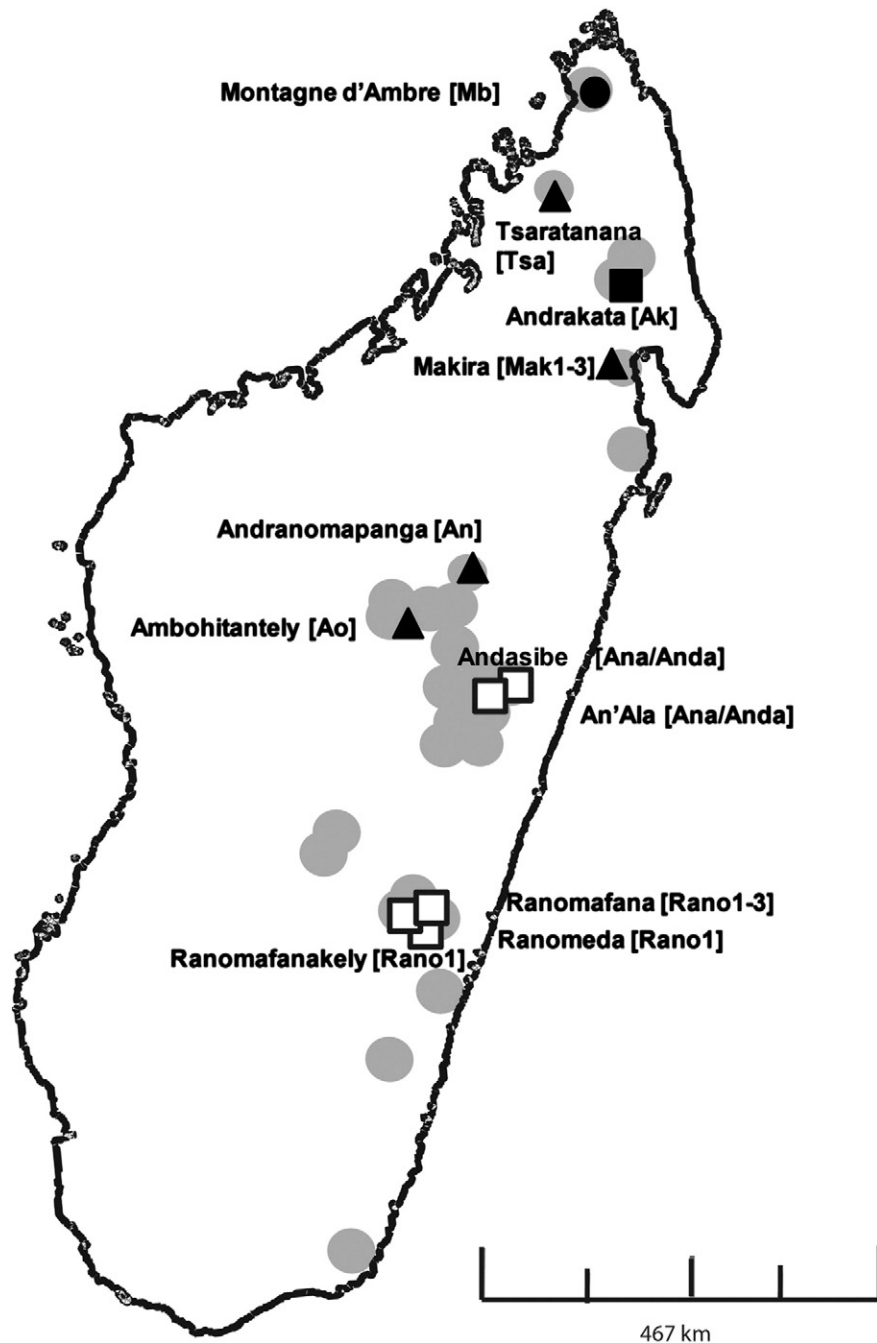 Montagne d'Ambre [Mb]
Tsaratanana
[Tsa]
Andrakata [Ak]
Makira [Mak1-3]
Andranomapanga [An]
Ambohitantely [Ao]
Andasibe [Ana/Anda]
An'Ala [Ana/Anda]
Ranomafana [Rano1-3]
Ranomeda [Rano1]
Ranomafanakely [Rano1]
467 km